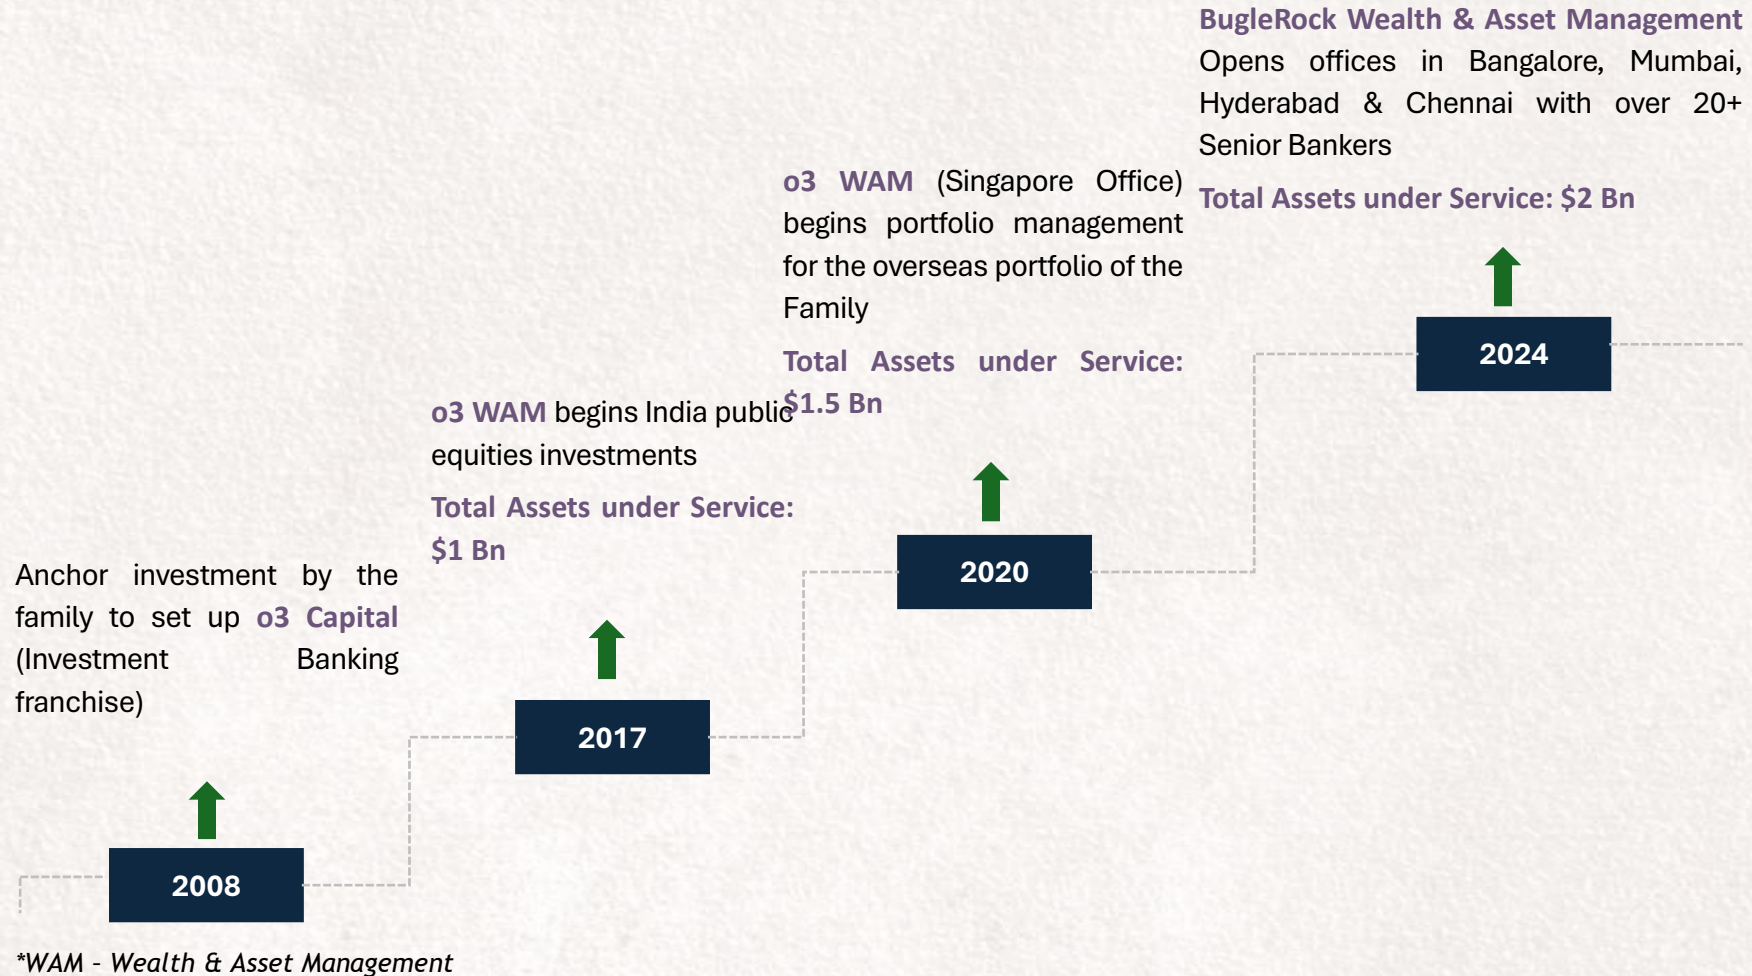 BugleRock Wealth & Asset Management
Opens offices in Bangalore, Mumbai,
Hyderabad & Chennai with over 20+
Senior Bankers
Total Assets under Service: $2 Bn
2024
o3 WAM (Singapore Office)
begins portfolio management
for the overseas portfolio of the
Family
Total Assets under Service:
$1.5 Bn
2020
o3 WAM begins India public
equities investments
Total Assets under Service:
$1 Bn
2017
Anchor investment by the
family to set up o3 Capital
(Investment Banking
franchise)
2008
*WAM – Wealth & Asset Management